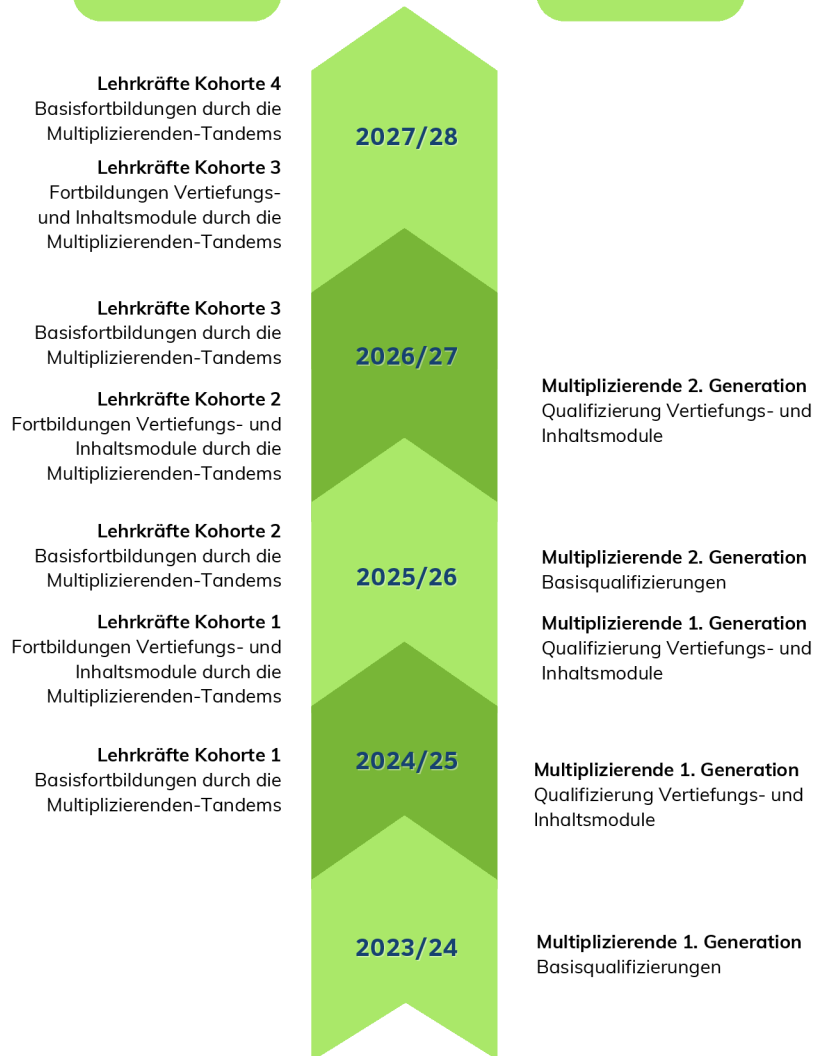 Lehrkräfte Kohorte 4
Basisfortbildungen durch die
Multiplizierenden-Tandems
Lehrkräfte Kohorte 3
Fortbildungen Vertiefungs-
und Inhaltsmodule durch die
Multiplizierenden-Tandems
2027/28
Lehrkräfte Kohorte 3
Basisfortbildungen durch die
Multiplizierenden-Tandems
Lehrkräfte Kohorte 2
Fortbildungen Vertiefungs- und
Inhaltsmodule durch die
Multiplizierenden-Tandems
2026/27
Multiplizierende 2. Generation
Qualifizierung Vertiefungs- und
Inhaltsmodule
Lehrkräfte Kohorte 2
Basisfortbildungen durch die
Multiplizierenden-Tandems
Lehrkräfte Kohorte 1
Fortbildungen Vertiefungs- und
Inhaltsmodule durch die
Multiplizierenden-Tandems
2025/26
Multiplizierende 2. Generation
Basisqualifizierungen
Multiplizierende 1. Generation
Qualifizierung Vertiefungs- und
Inhaltsmodule
Lehrkräfte Kohorte 1
Basisfortbildungen durch die
Multiplizierenden-Tandems
2024/25
Multiplizierende 1. Generation
Qualifizierung Vertiefungs- und
Inhaltsmodule
2023/24
Multiplizierende 1. Generation
Basisqualifizierungen